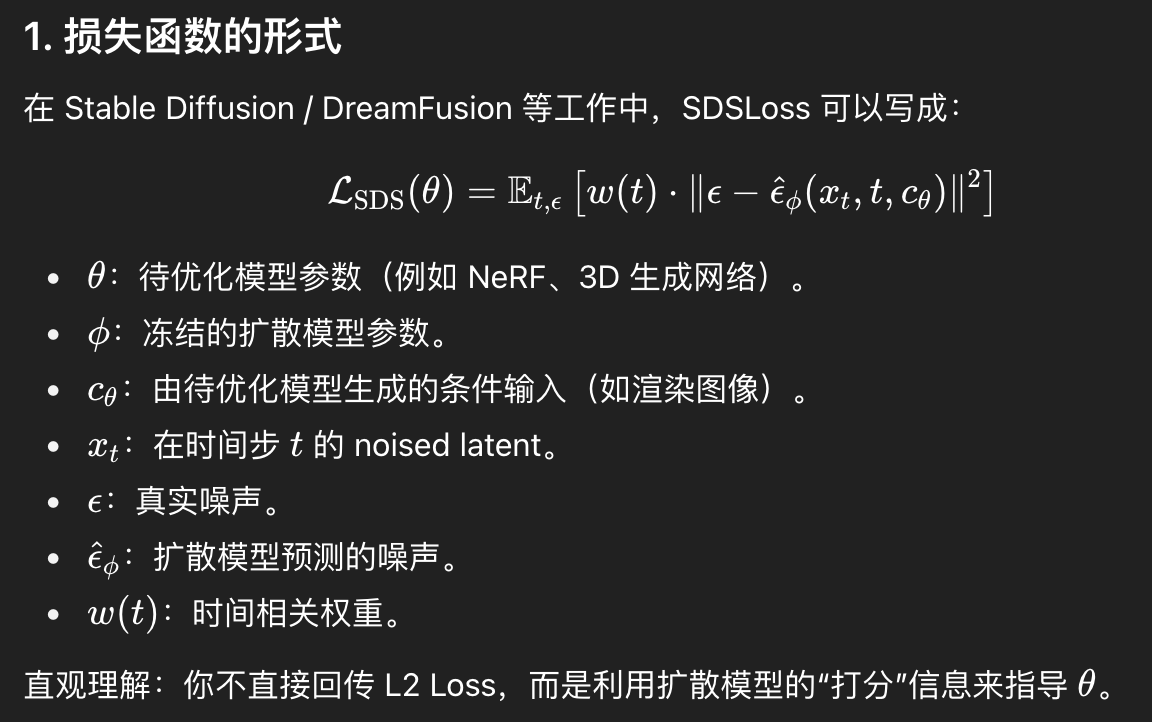 1. 损失函数的形式
在 Stable Diffusion / DreamFusion 等工作中，SDSLoss 可以写成：
ℒ_SDS(θ) = 𝔼_{t,ϵ} [w(t) · ‖ϵ − ϵ̂_ϕ(x_t, t, c_θ)‖²]
• θ：待优化模型参数（例如 NeRF、3D 生成网络）。
• ϕ：冻结的扩散模型参数。
• c_θ：由待优化模型生成的条件输入（如渲染图像）。
• x_t：在时间步 t 的 noised latent。
• ϵ：真实噪声。
• ϵ̂_ϕ：扩散模型预测的噪声。
• w(t)：时间相关权重。
直观理解：你不直接回传 L2 Loss，而是利用扩散模型的“打分”信息来指导 θ。